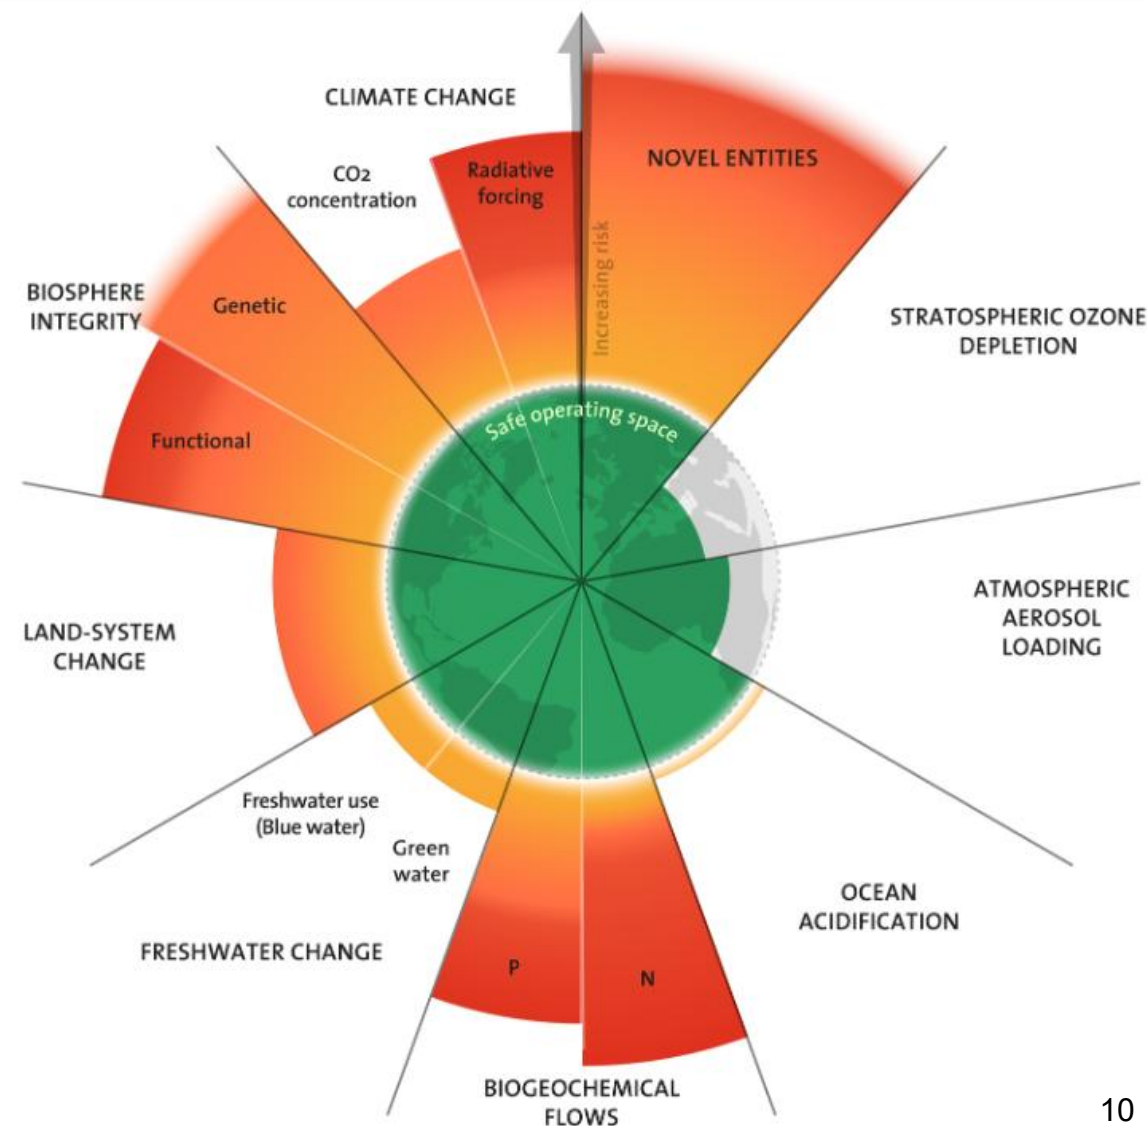 CLIMATE CHANGE
CO2
concentration
Radiative
forcing
NOVEL ENTITIES
Increasing risk
BIOSPHERE
INTEGRITY
Genetic
Functional
STRATOSPHERIC OZONE
DEPLETION
Safe operating space
ATMOSPHERIC
AEROSOL
LOADING
LAND-SYSTEM
CHANGE
Freshwater use
(Blue water)
Green
water
FRESHWATER CHANGE
OCEAN
ACIDIFICATION
P
N
BIOGEOCHEMICAL
FLOWS
10